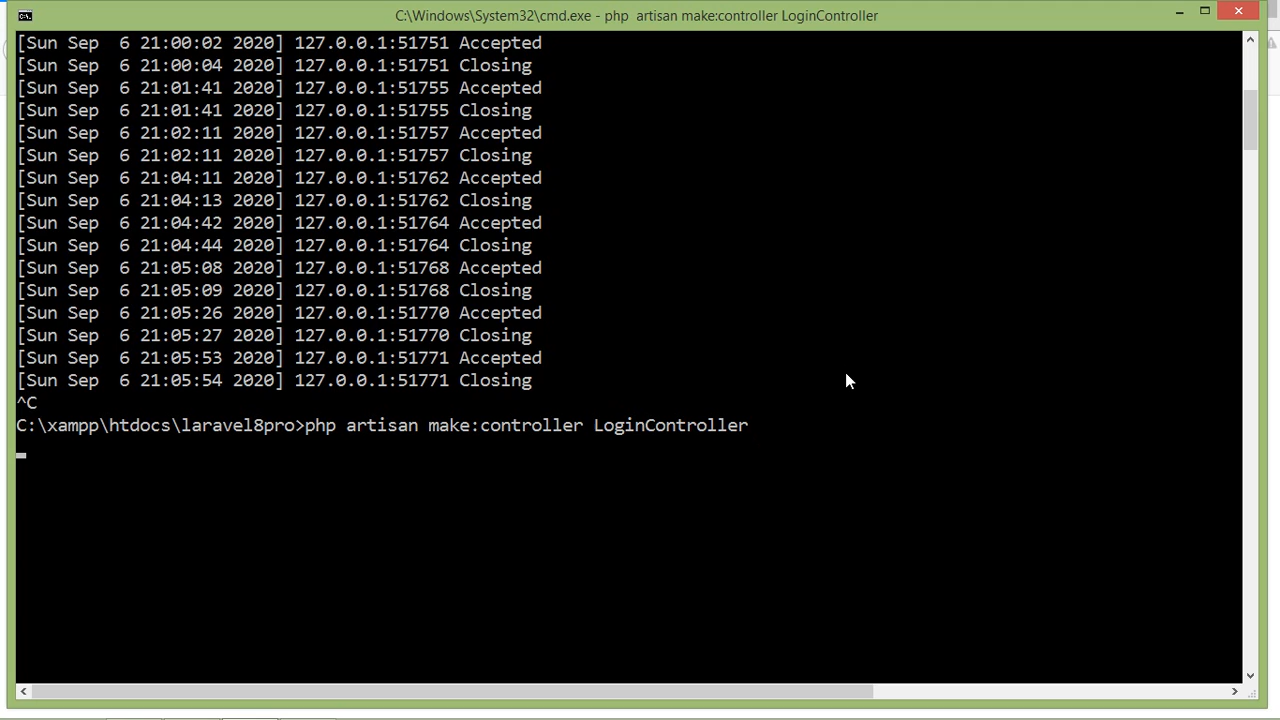 C:\Windows\System32\cmd.exe - php  artisan make:controller LoginController
[Sun Sep  6 21:00:02 2020] 127.0.0.1:51751 Accepted
[Sun Sep  6 21:00:04 2020] 127.0.0.1:51751 Closing
[Sun Sep  6 21:01:41 2020] 127.0.0.1:51755 Accepted
[Sun Sep  6 21:01:41 2020] 127.0.0.1:51755 Closing
[Sun Sep  6 21:02:11 2020] 127.0.0.1:51757 Accepted
[Sun Sep  6 21:02:11 2020] 127.0.0.1:51757 Closing
[Sun Sep  6 21:04:11 2020] 127.0.0.1:51762 Accepted
[Sun Sep  6 21:04:13 2020] 127.0.0.1:51762 Closing
[Sun Sep  6 21:04:42 2020] 127.0.0.1:51764 Accepted
[Sun Sep  6 21:04:44 2020] 127.0.0.1:51764 Closing
[Sun Sep  6 21:05:08 2020] 127.0.0.1:51768 Accepted
[Sun Sep  6 21:05:09 2020] 127.0.0.1:51768 Closing
[Sun Sep  6 21:05:26 2020] 127.0.0.1:51770 Accepted
[Sun Sep  6 21:05:27 2020] 127.0.0.1:51770 Closing
[Sun Sep  6 21:05:53 2020] 127.0.0.1:51771 Accepted
[Sun Sep  6 21:05:54 2020] 127.0.0.1:51771 Closing
^C
C:\xampp\htdocs\laravel8pro>php artisan make:controller LoginController